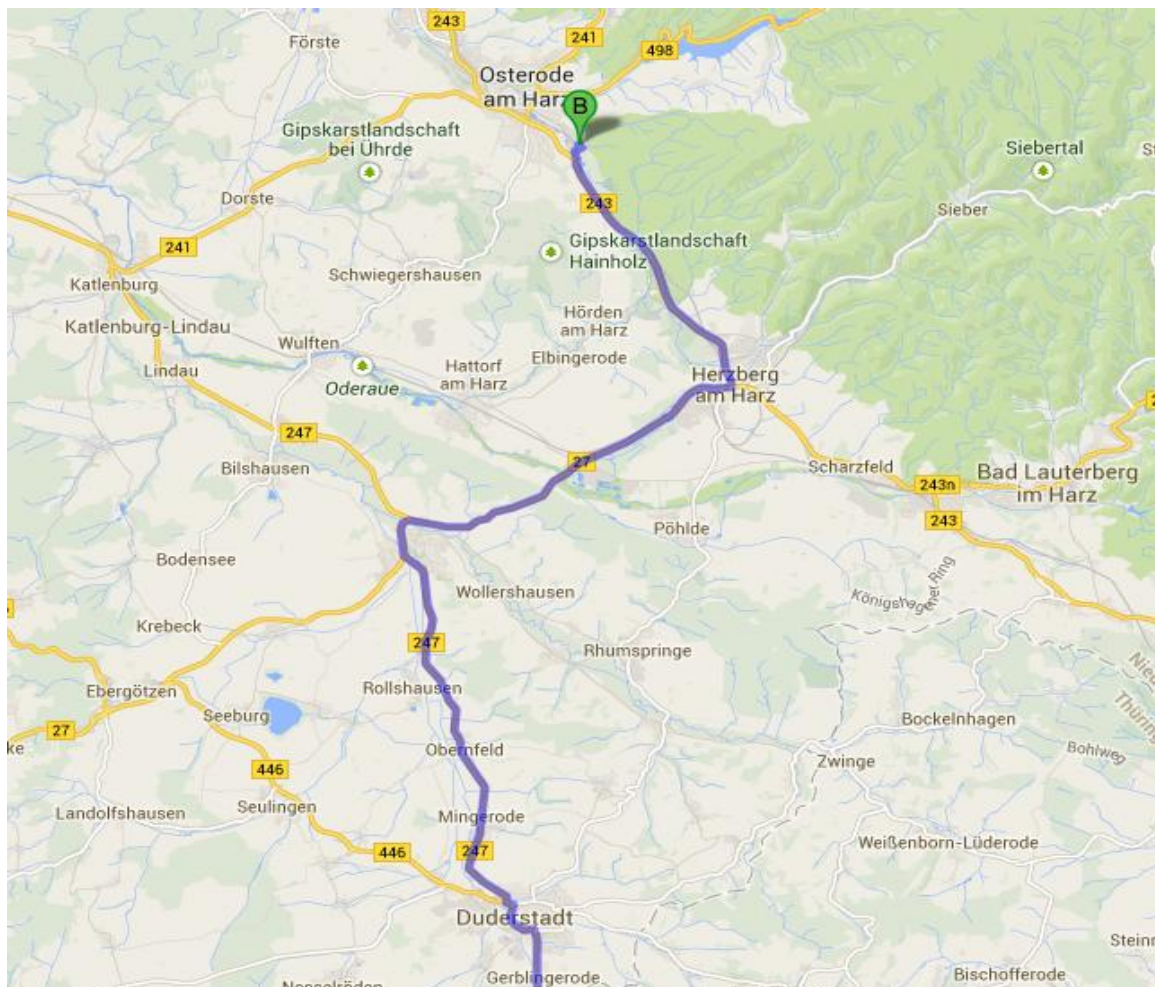 243
Förste
241
498
Osterode
am Harz
B
Gipskarstlandschaft
bei Ührde
Siebertal
Dorste
243
Sieber
241
Gipskarstlandschaft
Hainholz
Schwiegershausen
Katlenburg
Hörden
am Harz
Katlenburg-Lindau
Wulften
Elbingerode
Lindau
Oderaue
Hattorf
am Harz
Herzberg
am Harz
247
27
Bilshausen
Scharzfeld
Bad Lauterberg
im Harz
243n
243
Pöhlde
Bodensee
Wollershausen
Königshagener Ring
Krebeck
247
Rhumspringe
Rollshausen
Ebergötzen
Seeburg
27
Bockelnhagen
Obernfeld
Bohlweg
Zwinge
446
Seulingen
Landolfshausen
Mingerode
Weißenborn-Lüderode
446
247
Duderstadt
Gerblingerode
Bischofferode